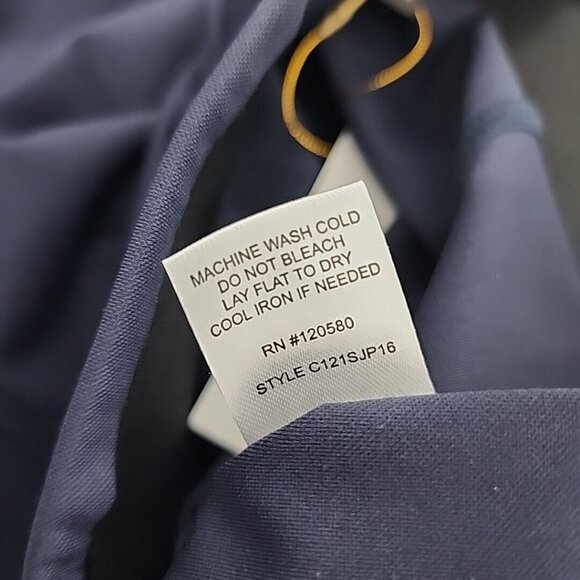 MACHINE WASH COLD
DO NOT BLEACH
LAY FLAT TO DRY
COOL IRON IF NEEDED
RN #120580
STYLE C121SJP16